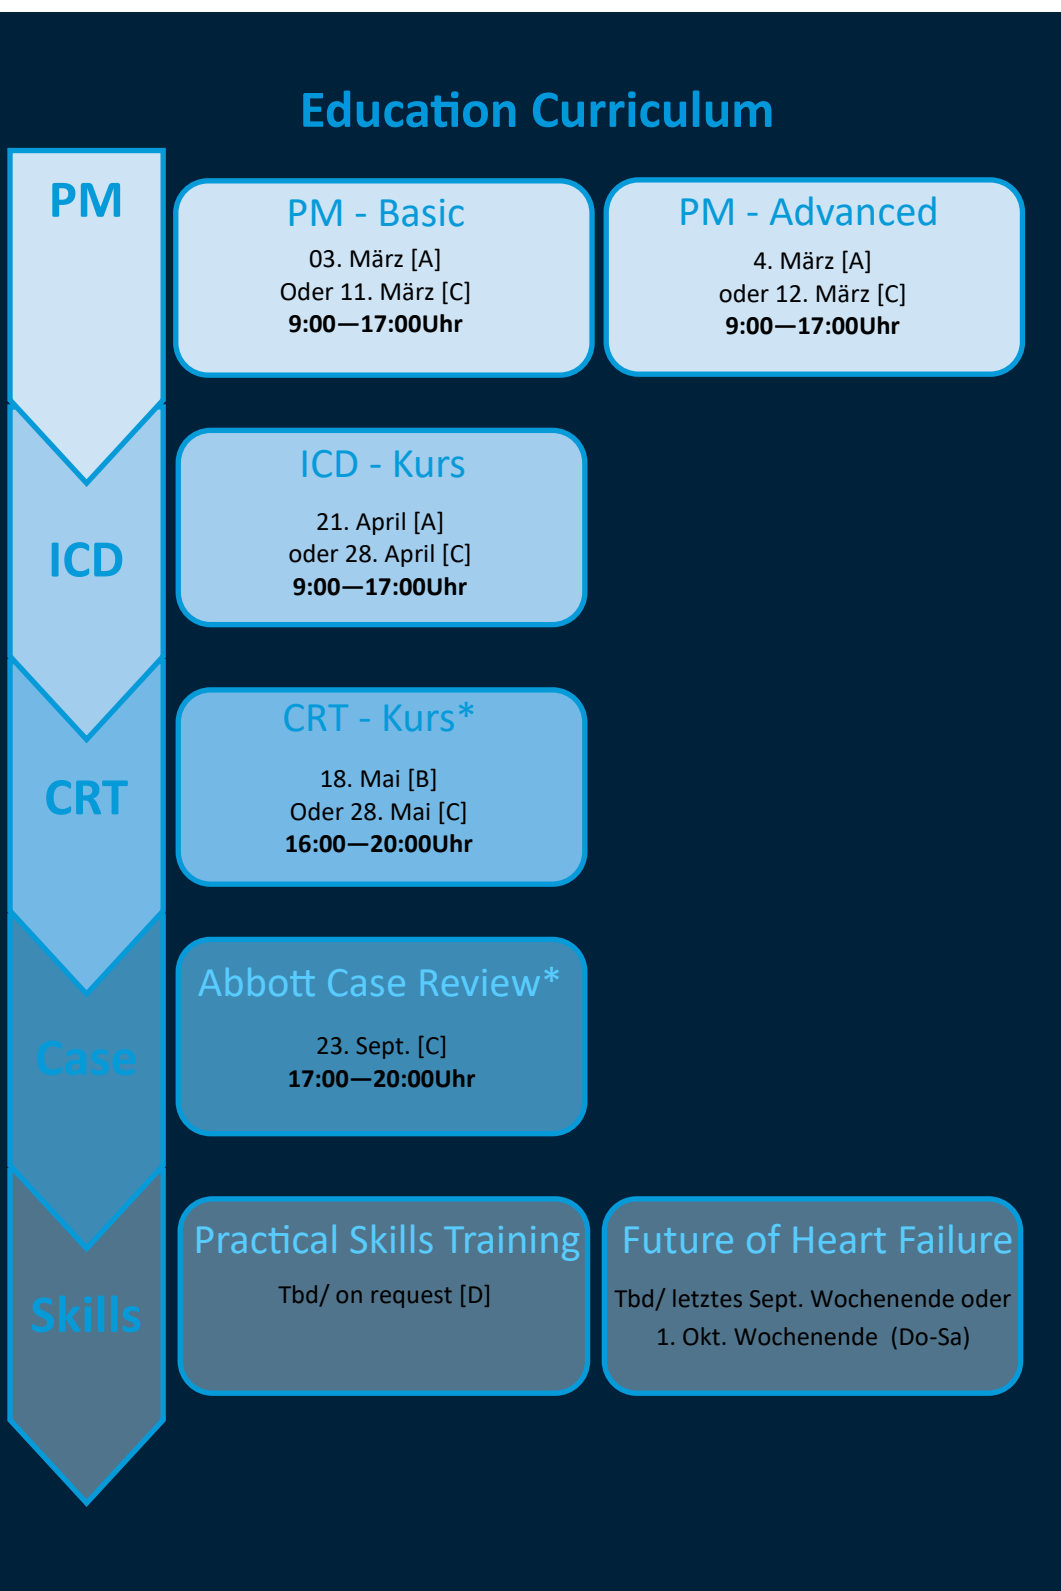 Education Curriculum
PM
PM - Basic
03. März [A]
Oder 11. März [C]
9:00—17:00Uhr
PM - Advanced
4. März [A]
oder 12. März [C]
9:00—17:00Uhr
ICD
ICD - Kurs
21. April [A]
oder 28. April [C]
9:00—17:00Uhr
CRT
CRT - Kurs*
18. Mai [B]
Oder 28. Mai [C]
16:00—20:00Uhr
Case
Abbott Case Review*
23. Sept. [C]
17:00—20:00Uhr
Skills
Practical Skills Training
Tbd/ on request [D]
Future of Heart Failure
Tbd/ letztes Sept. Wochenende oder
1. Okt. Wochenende (Do-Sa)